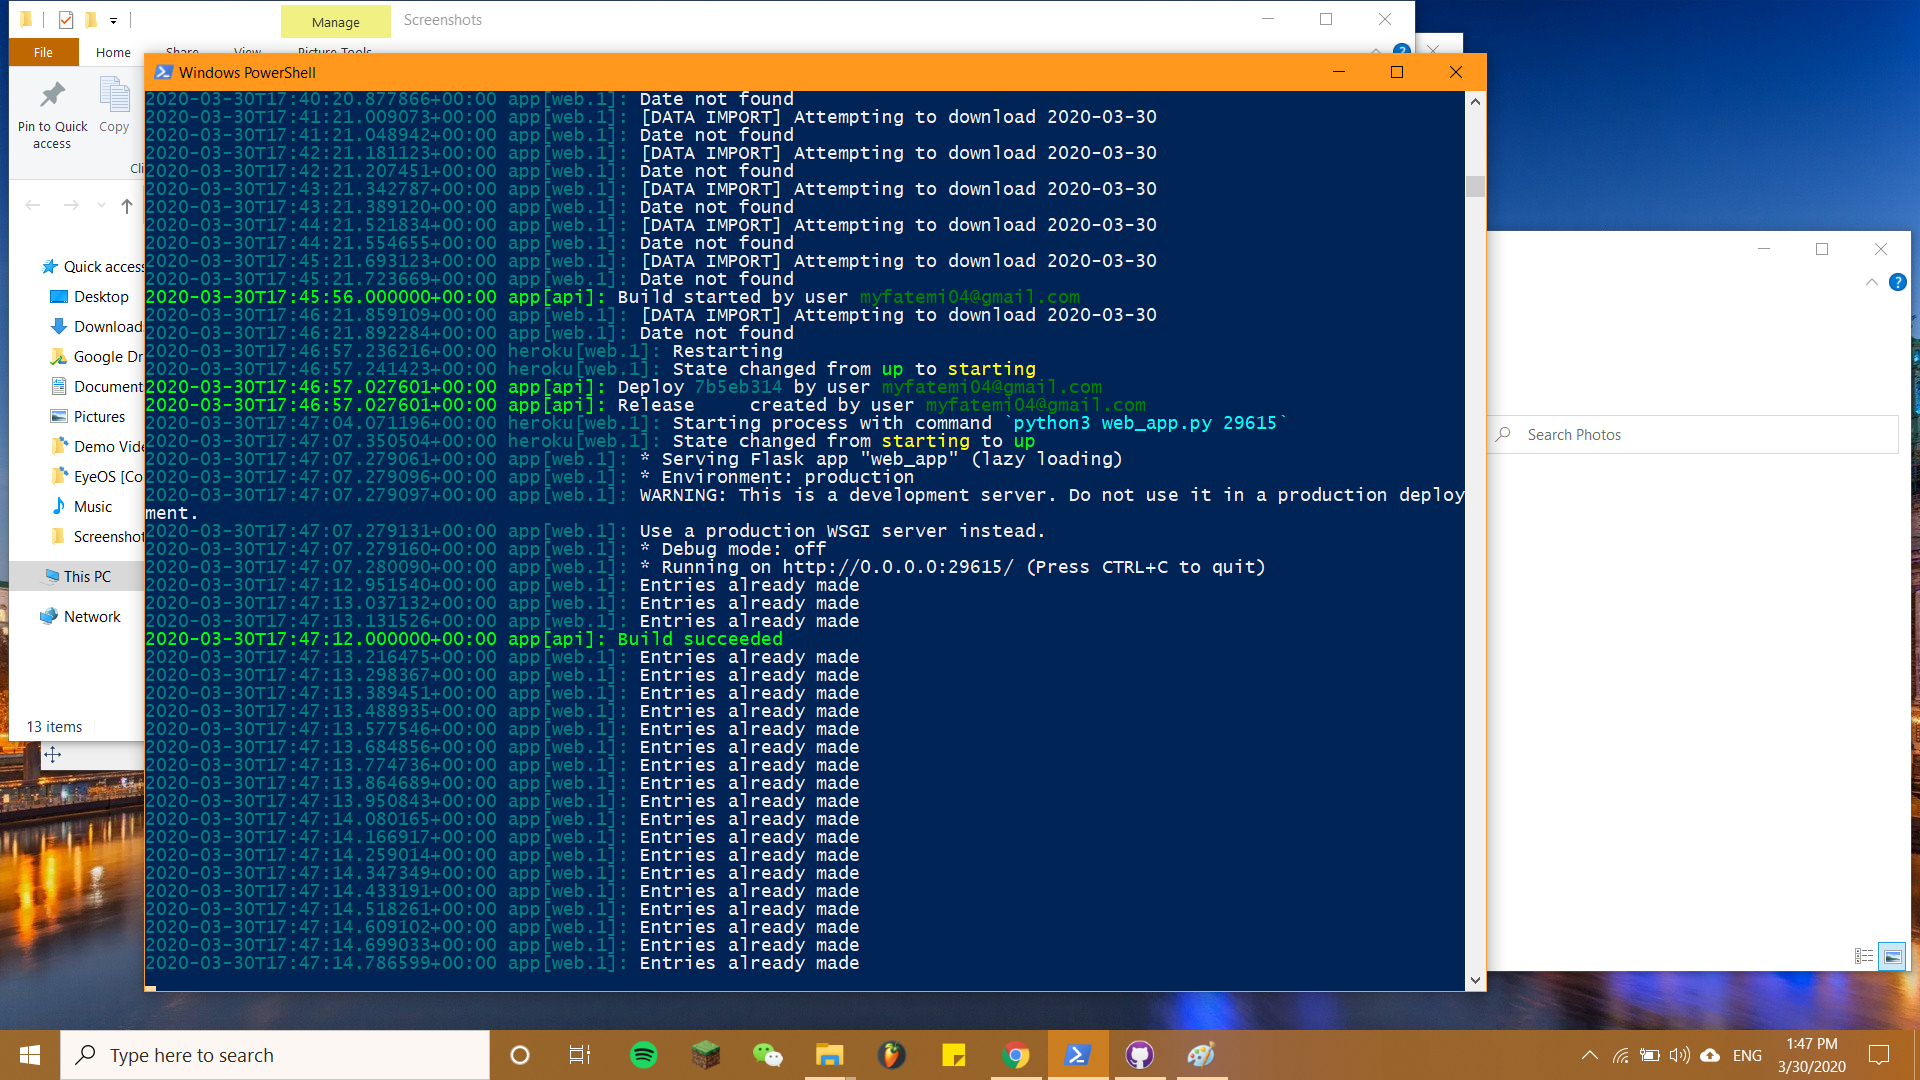 Manage
Screenshots
File
Home
Share
View
Picture Tools
Pin to Quick access
Copy
Quick access
Desktop
Google Dr
Pictures
Demo Vide
EyeOS [Co
Music
This PC
Network
13 items
Windows PowerShell
2020-03-30T17:40:20.877866+00:00 app[web.1]: Date not found
2020-03-30T17:41:21.009073+00:00 app[web.1]: [DATA IMPORT] Attempting to download 2020-03-30
2020-03-30T17:41:21.048942+00:00 app[web.1]: Date not found
2020-03-30T17:42:21.181123+00:00 app[web.1]: [DATA IMPORT] Attempting to download 2020-03-30
2020-03-30T17:42:21.207451+00:00 app[web.1]: Date not found
2020-03-30T17:43:21.342787+00:00 app[web.1]: [DATA IMPORT] Attempting to download 2020-03-30
2020-03-30T17:43:21.389120+00:00 app[web.1]: Date not found
2020-03-30T17:44:21.521834+00:00 app[web.1]: [DATA IMPORT] Attempting to download 2020-03-30
2020-03-30T17:44:21.554655+00:00 app[web.1]: Date not found
2020-03-30T17:45:21.693123+00:00 app[web.1]: [DATA IMPORT] Attempting to download 2020-03-30
2020-03-30T17:45:21.723669+00:00 app[web.1]: Date not found
2020-03-30T17:45:56.000000+00:00 app[api]: Build started by user myfatemi04@gmail.com
2020-03-30T17:46:21.859109+00:00 app[web.1]: [DATA IMPORT] Attempting to download 2020-03-30
2020-03-30T17:46:21.892284+00:00 app[web.1]: Date not found
2020-03-30T17:46:57.236216+00:00 heroku[web.1]: Restarting
2020-03-30T17:46:57.241423+00:00 heroku[web.1]: State changed from up to starting
2020-03-30T17:46:57.027601+00:00 app[api]: Deploy 7b5eb314 by user myfatemi04@gmail.com
2020-03-30T17:46:57.027601+00:00 app[api]: Release created by user myfatemi04@gmail.com
2020-03-30T17:47:04.071196+00:00 heroku[web.1]: Starting process with command `python3 web_app.py 29615`
2020-03-30T17:47:07.350504+00:00 heroku[web.1]: State changed from starting to up
2020-03-30T17:47:07.279061+00:00 app[web.1]: * Serving Flask app "web_app" (lazy loading)
2020-03-30T17:47:07.279096+00:00 app[web.1]: * Environment: production
2020-03-30T17:47:07.279097+00:00 app[web.1]: WARNING: This is a development server. Do not use it in a production deploy
ment.
2020-03-30T17:47:07.279131+00:00 app[web.1]: Use a production WSGI server instead.
2020-03-30T17:47:07.279160+00:00 app[web.1]: * Debug mode: off
2020-03-30T17:47:07.280090+00:00 app[web.1]: * Running on http://0.0.0.0:29615/ (Press CTRL+C to quit)
2020-03-30T17:47:12.951540+00:00 app[web.1]: Entries already made
2020-03-30T17:47:13.037132+00:00 app[web.1]: Entries already made
2020-03-30T17:47:13.131526+00:00 app[web.1]: Entries already made
2020-03-30T17:47:12.000000+00:00 app[api]: Build succeeded
2020-03-30T17:47:13.216475+00:00 app[web.1]: Entries already made
2020-03-30T17:47:13.298367+00:00 app[web.1]: Entries already made
2020-03-30T17:47:13.389451+00:00 app[web.1]: Entries already made
2020-03-30T17:47:13.488935+00:00 app[web.1]: Entries already made
2020-03-30T17:47:13.577546+00:00 app[web.1]: Entries already made
2020-03-30T17:47:13.684856+00:00 app[web.1]: Entries already made
2020-03-30T17:47:13.774736+00:00 app[web.1]: Entries already made
2020-03-30T17:47:13.864689+00:00 app[web.1]: Entries already made
2020-03-30T17:47:13.950843+00:00 app[web.1]: Entries already made
2020-03-30T17:47:14.080165+00:00 app[web.1]: Entries already made
2020-03-30T17:47:14.166917+00:00 app[web.1]: Entries already made
2020-03-30T17:47:14.259014+00:00 app[web.1]: Entries already made
2020-03-30T17:47:14.347349+00:00 app[web.1]: Entries already made
2020-03-30T17:47:14.433191+00:00 app[web.1]: Entries already made
2020-03-30T17:47:14.518261+00:00 app[web.1]: Entries already made
2020-03-30T17:47:14.609102+00:00 app[web.1]: Entries already made
2020-03-30T17:47:14.699033+00:00 app[web.1]: Entries already made
2020-03-30T17:47:14.786599+00:00 app[web.1]: Entries already made
Search Photos
Type here to search
ENG
1:47 PM
3/30/2020